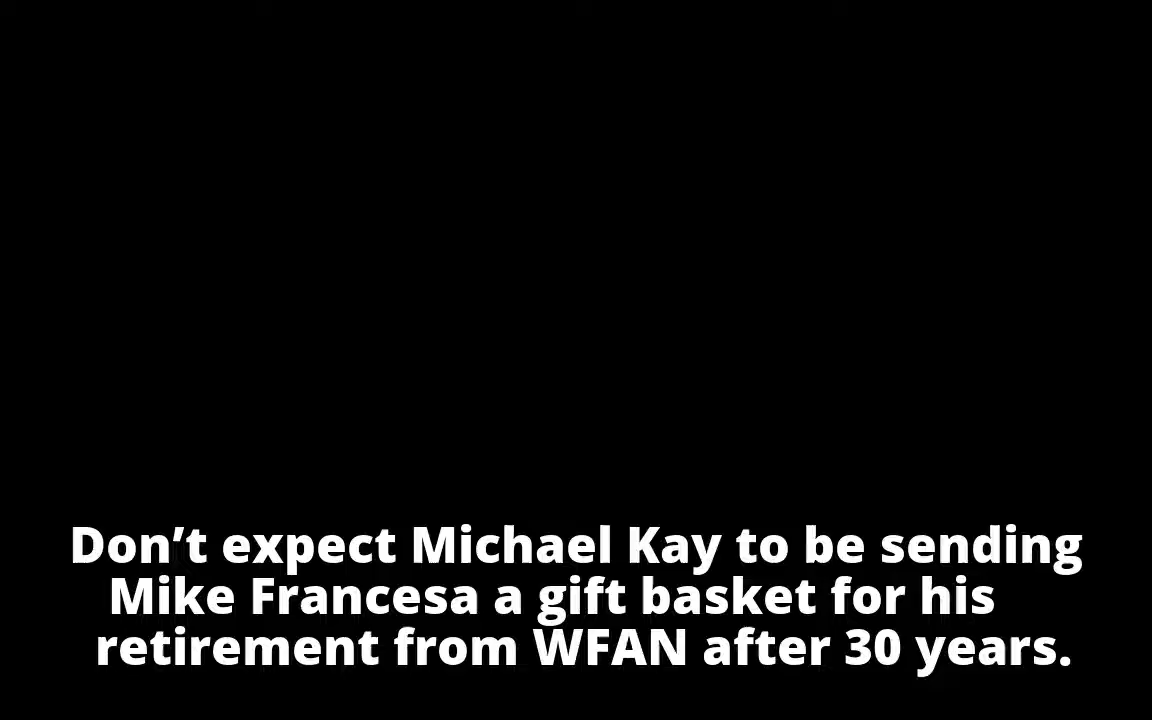 Don’t expect Michael Kay to be sending
Mike Francesa a gift basket for his
retirement from WFAN after 30 years.